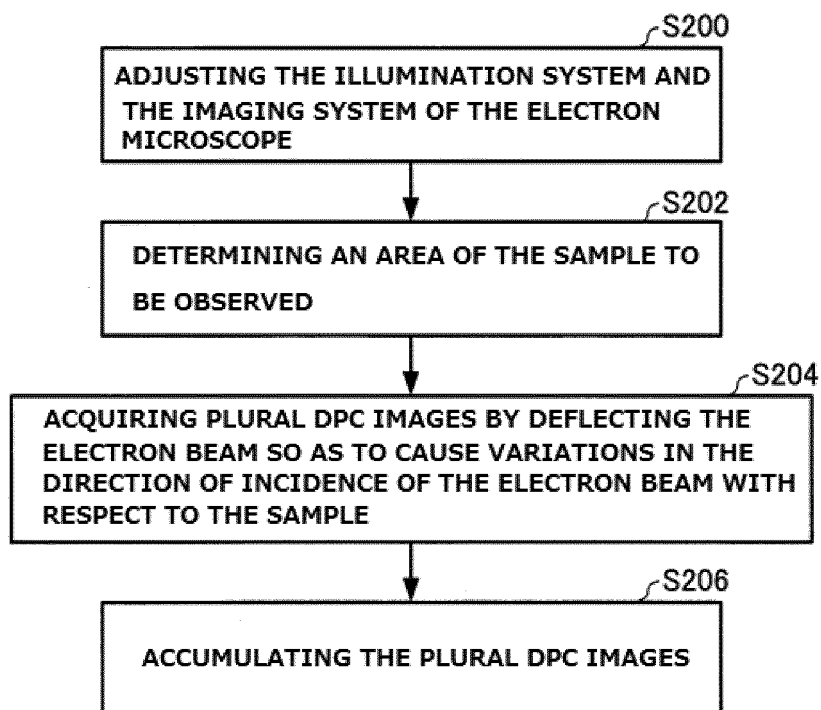 S200
ADJUSTING THE ILLUMINATION SYSTEM AND
THE IMAGING SYSTEM OF THE ELECTRON
MICROSCOPE
S202
DETERMINING AN AREA OF THE SAMPLE TO
BE OBSERVED
S204
ACQUIRING PLURAL DPC IMAGES BY DEFLECTING THE
ELECTRON BEAM SO AS TO CAUSE VARIATIONS IN THE
DIRECTION OF INCIDENCE OF THE ELECTRON BEAM WITH
RESPECT TO THE SAMPLE
S206
ACCUMULATING THE PLURAL DPC IMAGES